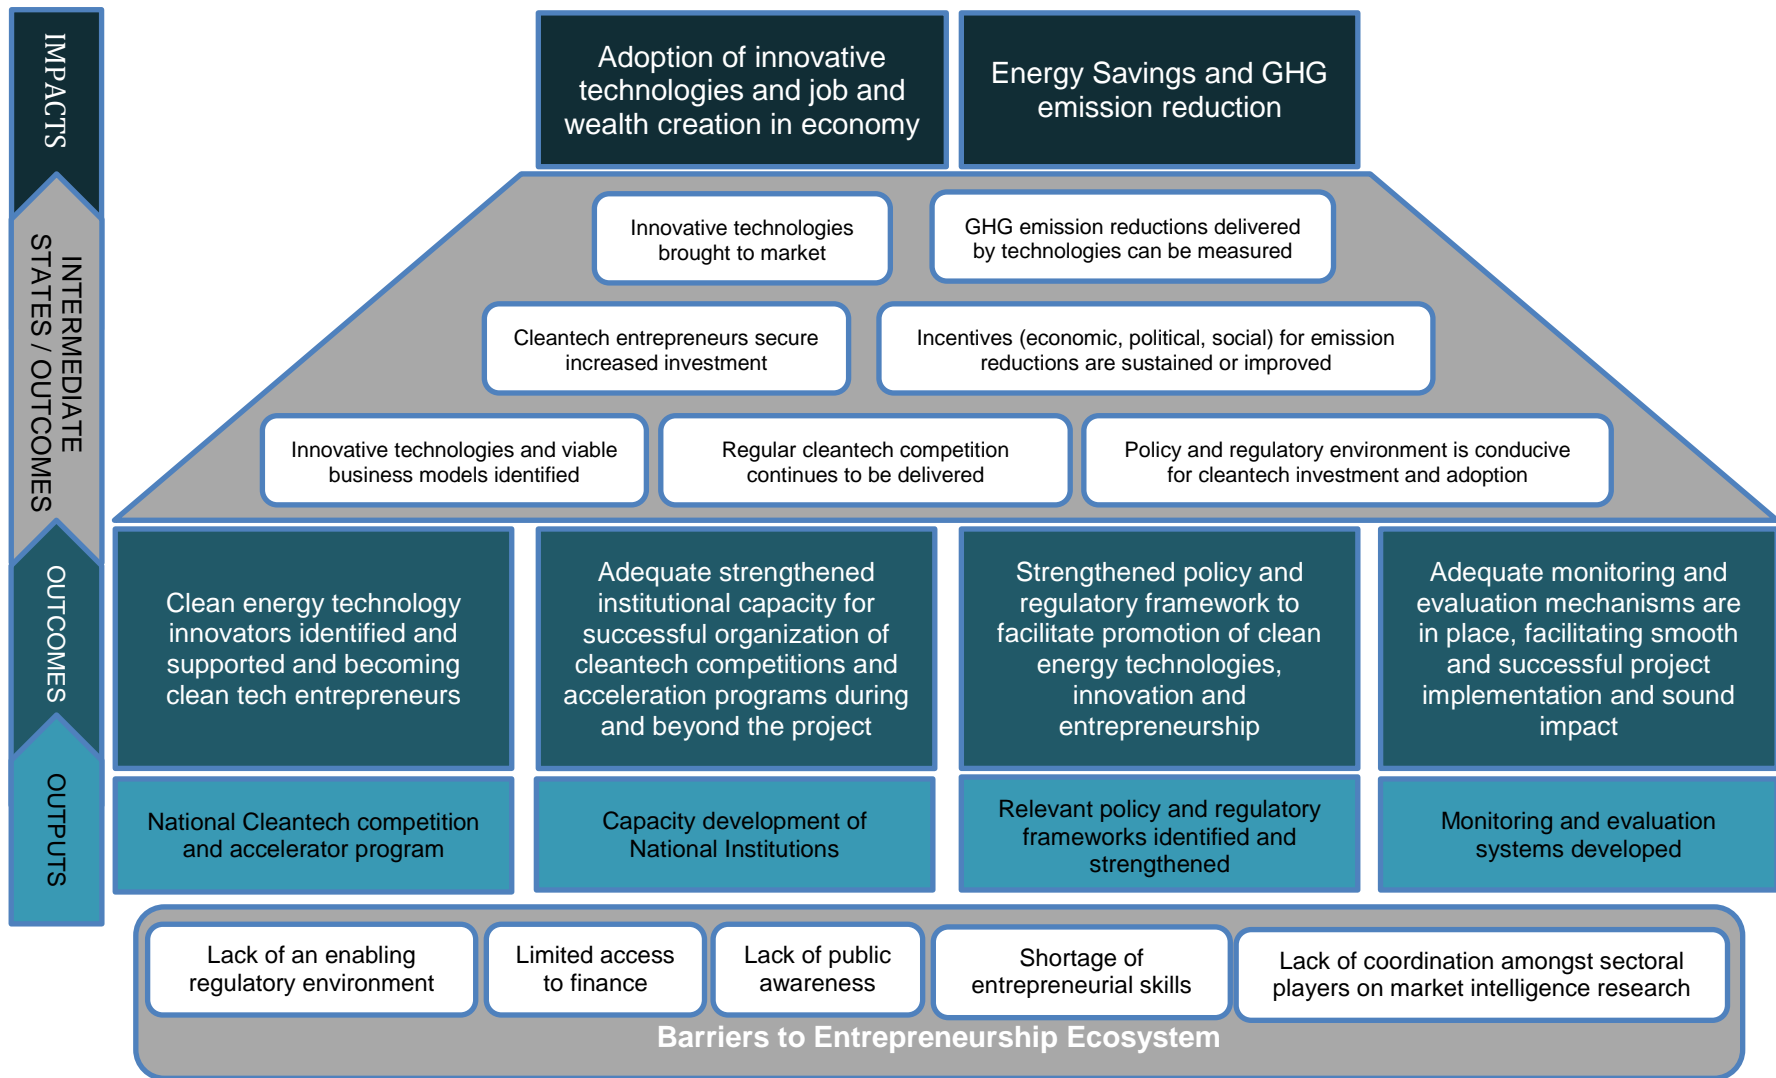 IMPACTS
Adoption of innovative
technologies and job and
wealth creation in economy
Energy Savings and GHG
emission reduction
INTERMEDIATE
STATES / OUTCOMES
Innovative technologies
brought to market
GHG emission reductions delivered
by technologies can be measured
Cleantech entrepreneurs secure
increased investment
Incentives (economic, political, social) for emission
reductions are sustained or improved
Innovative technologies and viable
business models identified
Regular cleantech competition
continues to be delivered
Policy and regulatory environment is conducive
for cleantech investment and adoption
OUTCOMES
Clean energy technology
innovators identified and
supported and becoming
clean tech entrepreneurs
Adequate strengthened
institutional capacity for
successful organization of
cleantech competitions and
acceleration programs during
and beyond the project
Strengthened policy and
regulatory framework to
facilitate promotion of clean
energy technologies,
innovation and
entrepreneurship
Adequate monitoring and
evaluation mechanisms are
in place, facilitating smooth
and successful project
implementation and sound
impact
OUTPUTS
National Cleantech competition
and accelerator program
Capacity development of
National Institutions
Relevant policy and regulatory
frameworks identified and
strengthened
Monitoring and evaluation
systems developed
Lack of an enabling
regulatory environment
Limited access
to finance
Lack of public
awareness
Shortage of
entrepreneurial skills
Lack of coordination amongst sectoral
players on market intelligence research
Barriers to Entrepreneurship Ecosystem